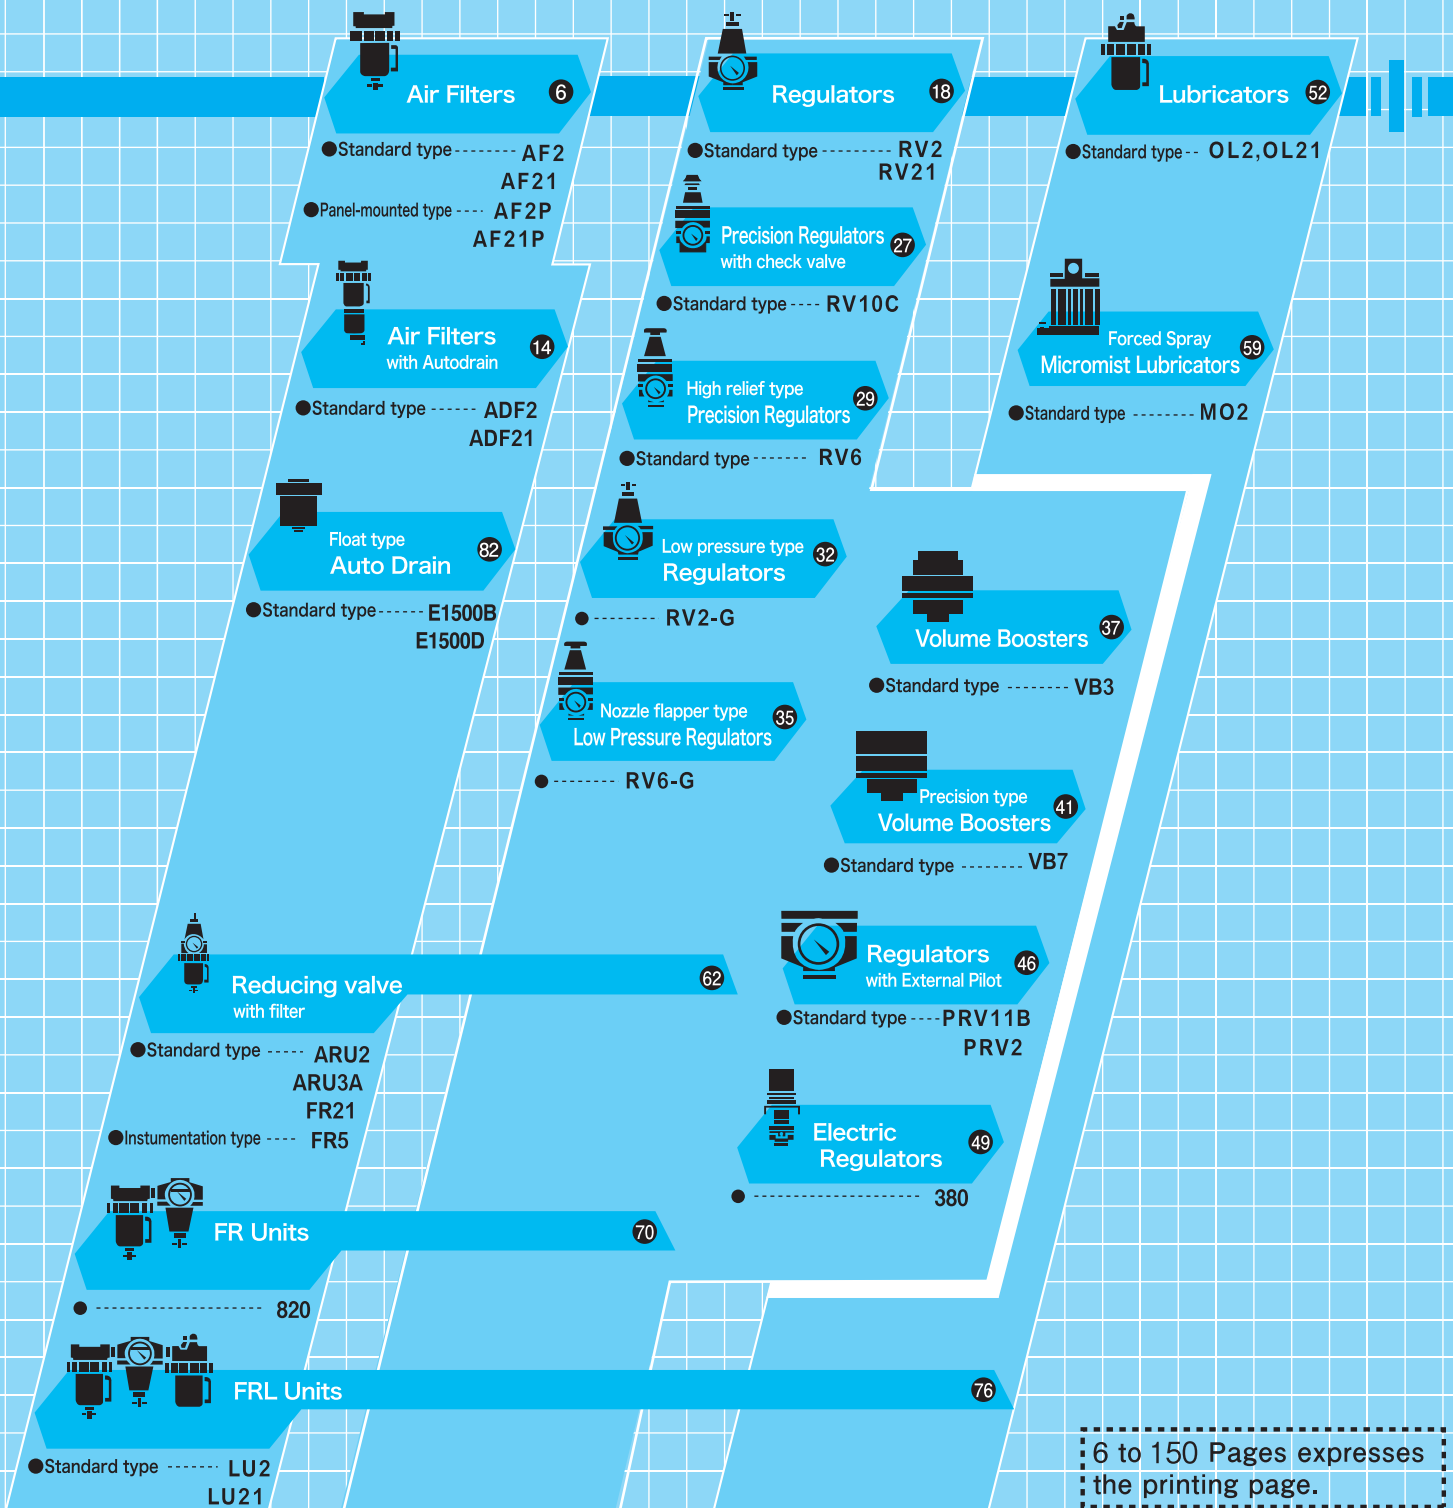 Air Filters 6
●Standard type ------- AF2
AF21
●Panel-mounted type ---- AF2P
AF21P
Air Filters 14
with Autodrain
●Standard type ------ ADF2
ADF21
Float type
Auto Drain 82
●Standard type ------ E1500B
E1500D
Reducing valve 62
with filter
●Standard type ----- ARU2
ARU3A
FR21
●Instumentation type ---- FR5
FR Units 70
● ---------------------- 820
FRL Units 76
●Standard type ------- LU2
LU21
Regulators 18
●Standard type --------- RV2
RV21
Precision Regulators 27
with check valve
●Standard type ---- RV10C
High relief type 29
Precision Regulators
●Standard type ------- RV6
Low pressure type 32
Regulators
● -------- RV2-G
Nozzle flapper type 35
Low Pressure Regulators
● -------- RV6-G
Volume Boosters 37
●Standard type -------- VB3
Precision type 41
Volume Boosters
●Standard type -------- VB7
Regulators 46
with External Pilot
●Standard type ---- PRV11B
PRV2
Electric 49
Regulators
● ---------------------- 380
Lubricators 52
●Standard type -- OL2,OL21
Forced Spray 59
Micromist Lubricators
●Standard type -------- MO2
6 to 150 Pages expresses
the printing page.